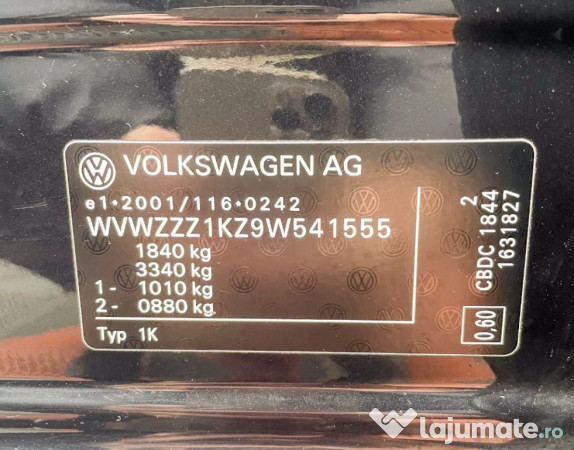 VOLKSWAGEN AG
e1*2001/116*0242
WVWZZZ1KZ9W541555
1840 kg
3340 kg
1- 1010 kg
2- 0880 kg
Typ 1K
2
CBDC 1844
1631827
0,60
Lajumate.ro